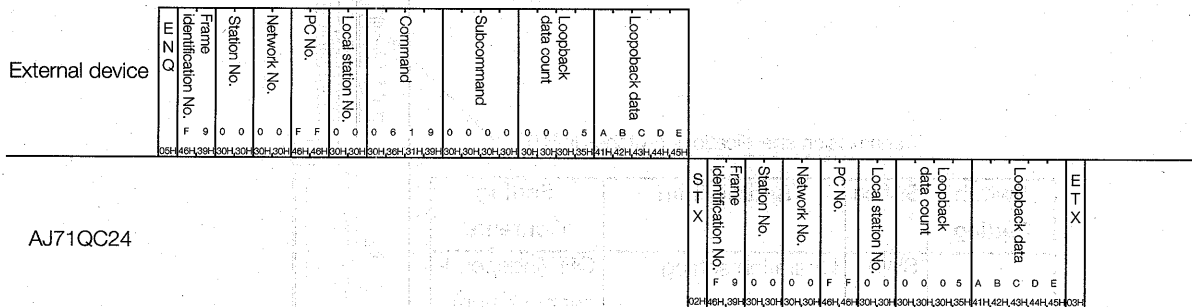 External device
ENQ
Frame identification No.
Station No.
Network No.
PC No.
Local station No.
Command
Subcommand
Loopback data count
Loopoback data
F 9 0 0 0 0 F F 0 0 0 6 1 9 0 0 0 0 0 0 0 5 A B C D E
05H 46H,39H 30H,30H 30H,30H 46H,46H 30H,30H 30H,36H,31H,39H 30H,30H,30H,30H 30H,30H,30H,35H 41H,42H,43H,44H,45H
AJ71QC24
STX
Frame identification No.
Station No.
Network No.
PC No.
Local station No.
Loopback data count
Loopback data
ETX
F 9 0 0 0 0 F F 0 0 0 0 0 5 A B C D E
02H 46H,39H 30H,30H 30H,30H 46H,46H 30H,30H 30H,30H,30H,35H 41H,42H,43H,44H,45H 03H